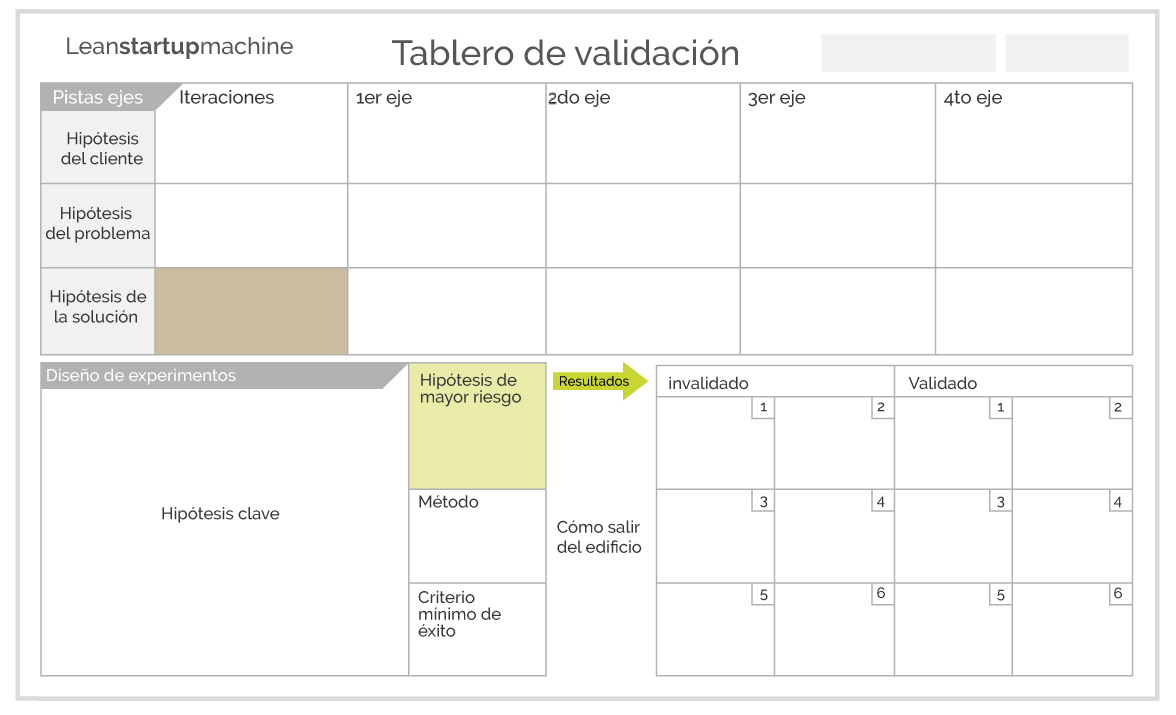 Leanstartupmachine
Tablero de validación
Pistas ejes
Iteraciones
1er eje
2do eje
3er eje
4to eje
Hipótesis
del cliente
Hipótesis
del problema
Hipótesis de
la solución
Diseño de experimentos
Hipótesis clave
Hipótesis de
mayor riesgo
Método
Criterio
mínimo de
éxito
Resultados
Cómo salir
del edificio
invalidado
Validado
1
2
1
2
3
4
3
4
5
6
5
6